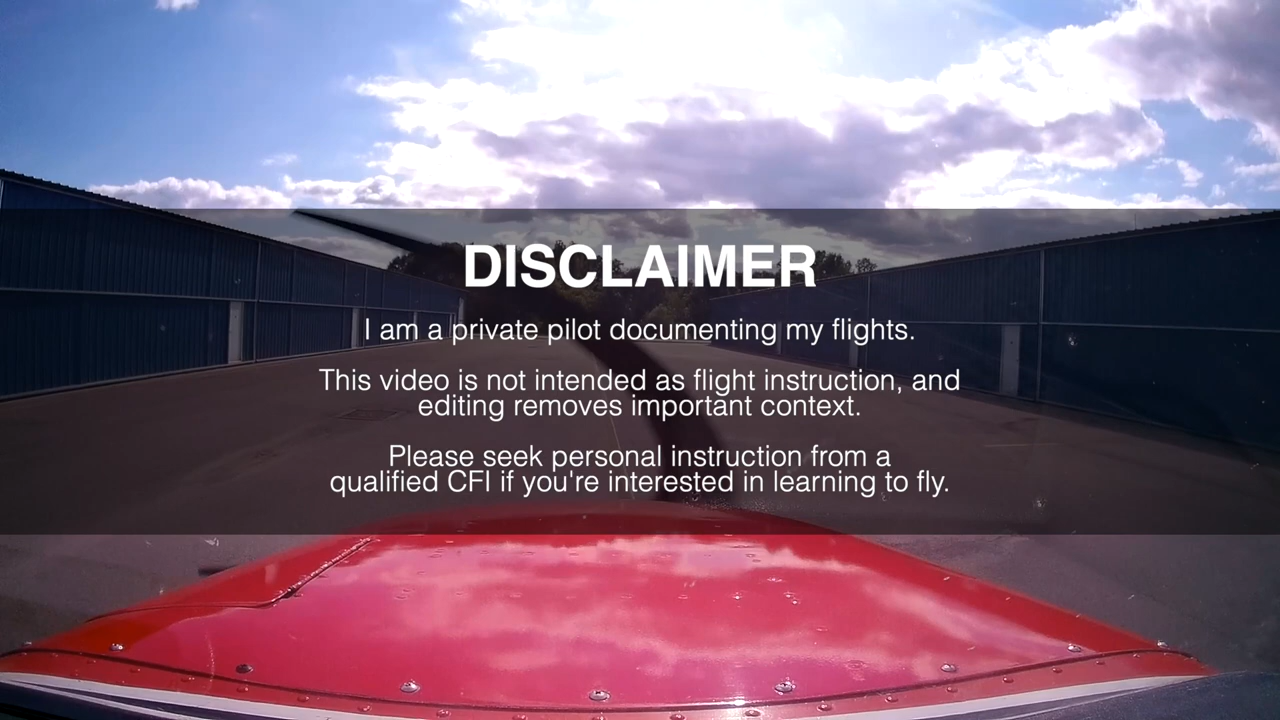 DISCLAIMER
I am a private pilot documenting my flights.
This video is not intended as flight instruction, and
editing removes important context.
Please seek personal instruction from a
qualified CFI if you're interested in learning to fly.